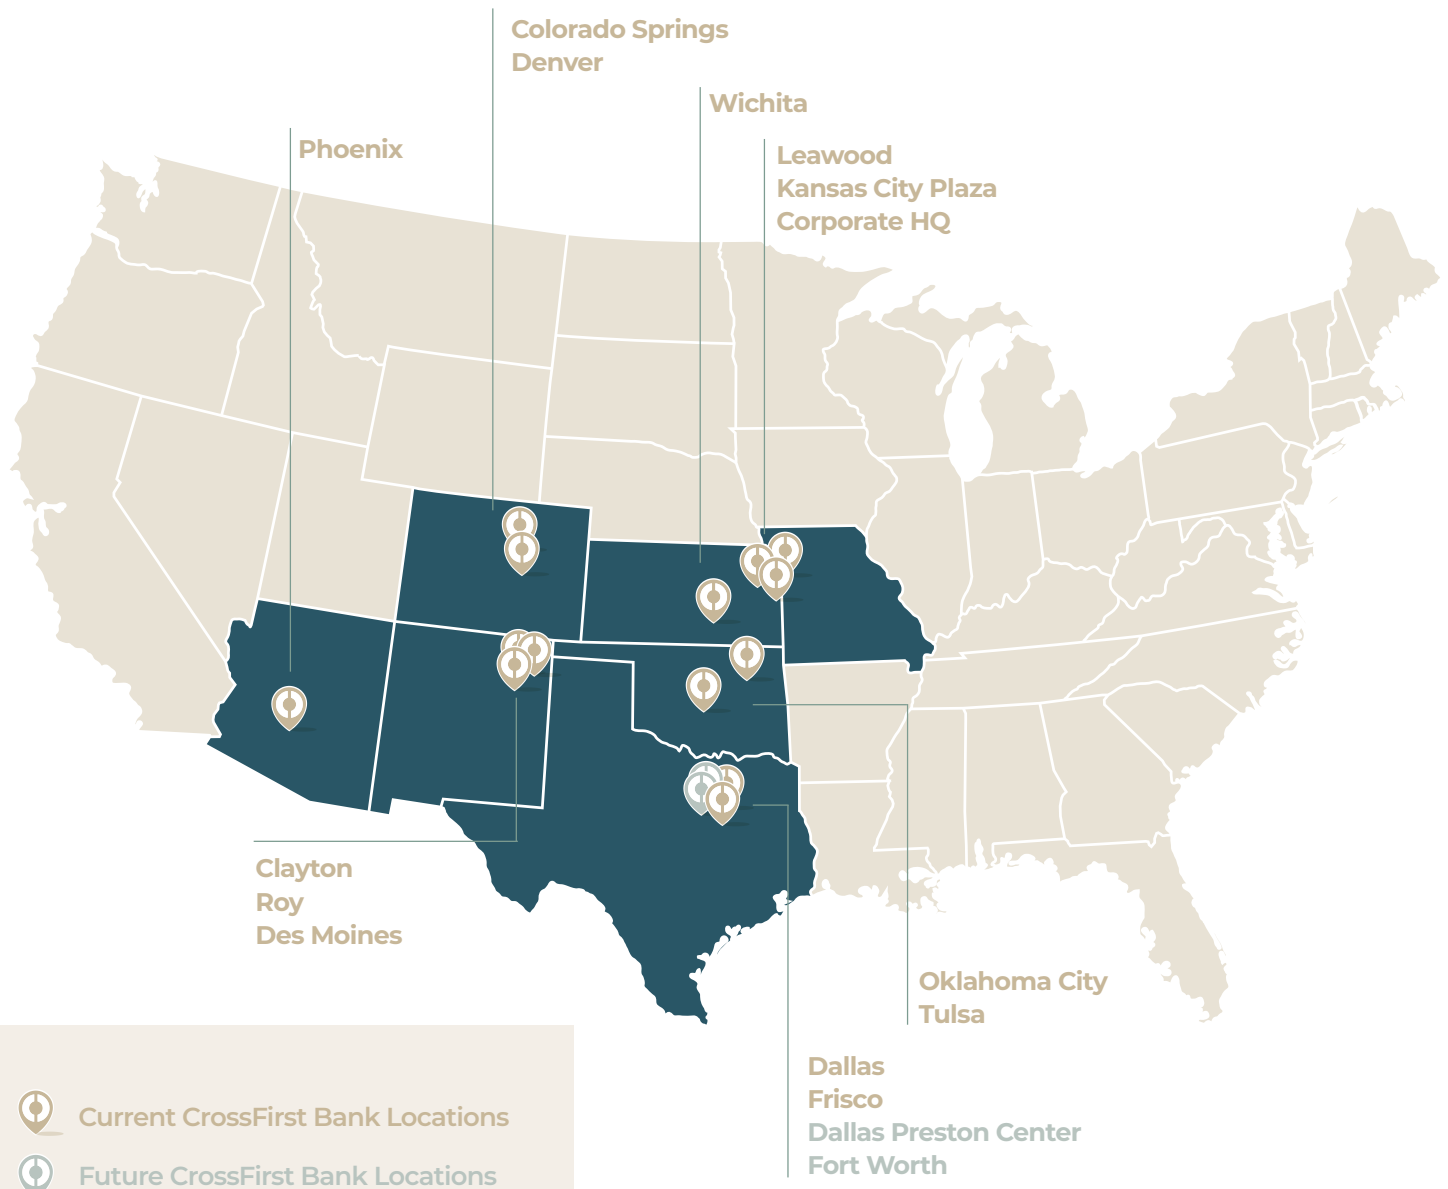 Colorado Springs
Denver
Wichita
Phoenix
Leawood
Kansas City Plaza
Corporate HQ
Clayton
Roy
Des Moines
Oklahoma City
Tulsa
Dallas
Frisco
Dallas Preston Center
Fort Worth
Current CrossFirst Bank Locations
Future CrossFirst Bank Locations